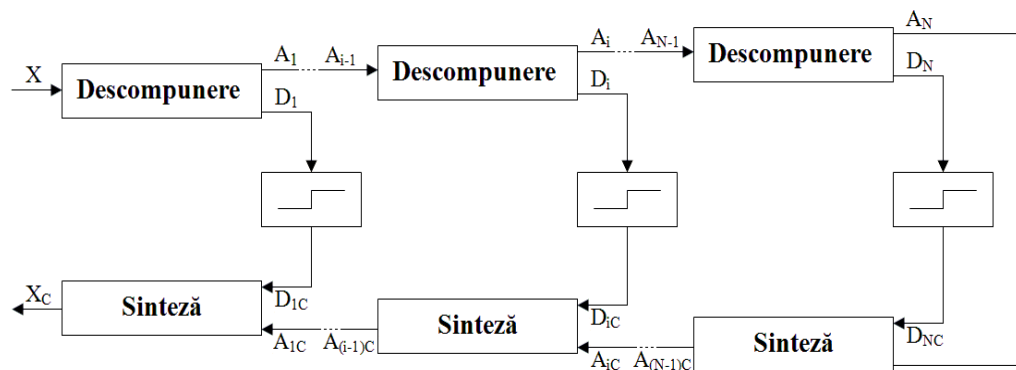 X
Descompunere
A1
Ai-1
D1
Descompunere
Ai
AN-1
Di
Descompunere
AN
DN
XC
Sinteză
D1C
A1C
A(i-1)C
Sinteză
DiC
AiC
A(N-1)C
Sinteză
DNC